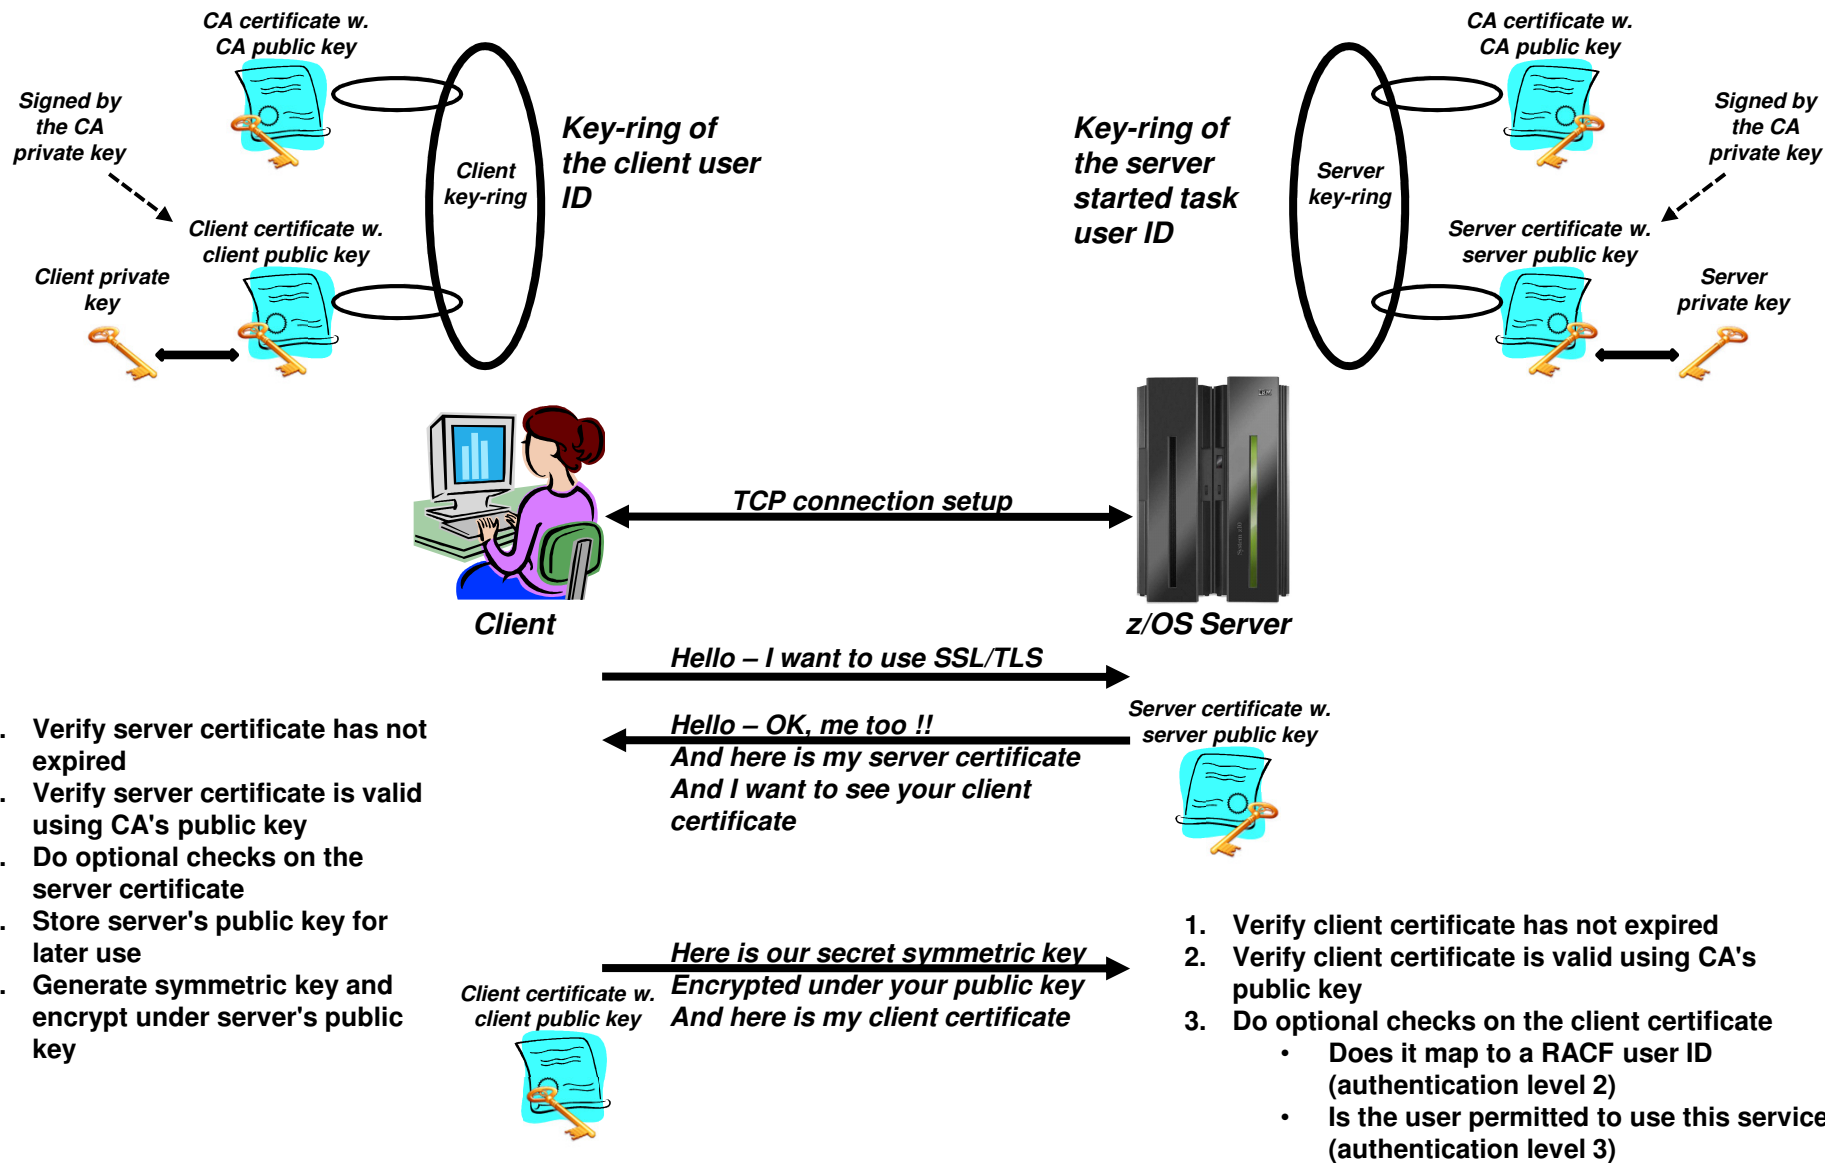 CA certificate w.
CA public key
Signed by
the CA
private key
Client
key-ring
Key-ring of
the client user
ID
Client certificate w.
client public key
Client private
key
CA certificate w.
CA public key
Key-ring of
the server
started task
user ID
Server
key-ring
Signed by
the CA
private key
Server certificate w.
server public key
Server
private key
TCP connection setup
Client
z/OS Server
Hello – I want to use SSL/TLS
Hello – OK, me too !!
And here is my server certificate
And I want to see your client
certificate
Server certificate w.
server public key
. Verify server certificate has not
expired
. Verify server certificate is valid
using CA's public key
. Do optional checks on the
server certificate
. Store server's public key for
later use
. Generate symmetric key and
encrypt under server's public
key
Here is our secret symmetric key
Encrypted under your public key
And here is my client certificate
Client certificate w.
client public key
1. Verify client certificate has not expired
2. Verify client certificate is valid using CA's
public key
3. Do optional checks on the client certificate
• Does it map to a RACF user ID
(authentication level 2)
• Is the user permitted to use this service
(authentication level 3)